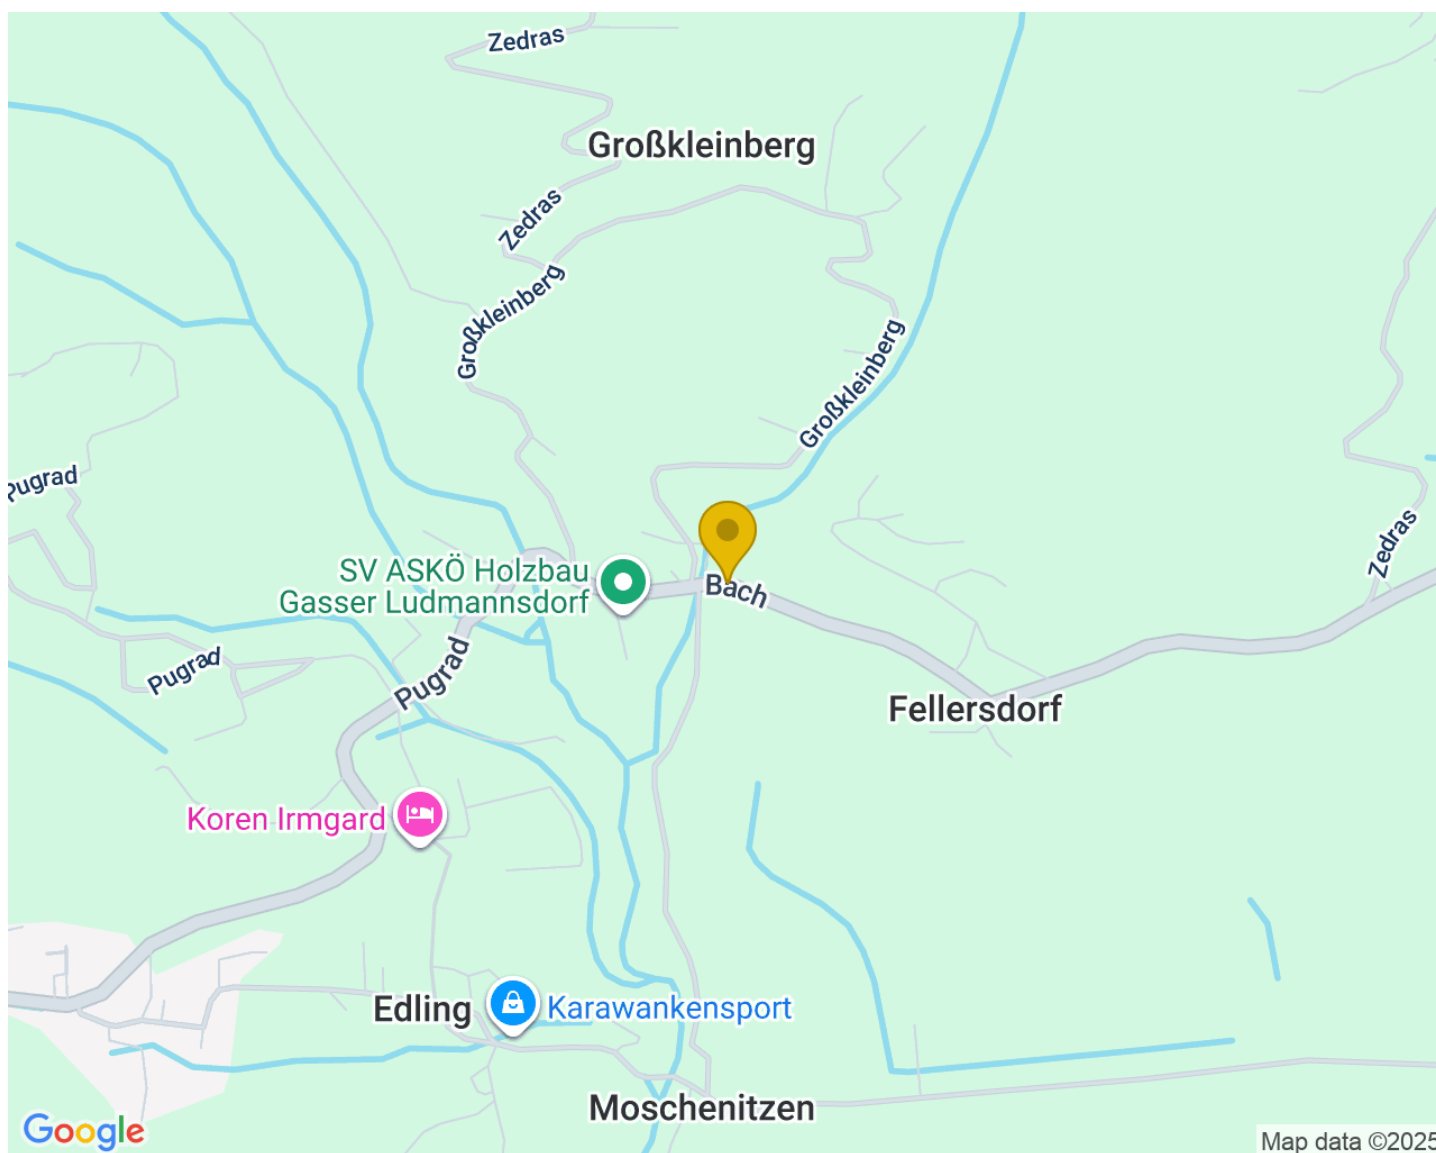 Zedras
Großkleinberg
Zedras
Großkleinberg
Großkleinberg
Pugrad
Zedras
SV ASKÖ Holzbau
Gasser Ludmannsdorf
Bach
Pugrad
Pugrad
Fellersdorf
Koren Irmgard
Edling
Karawankensport
Moschenitzen
Google
Map data ©2025